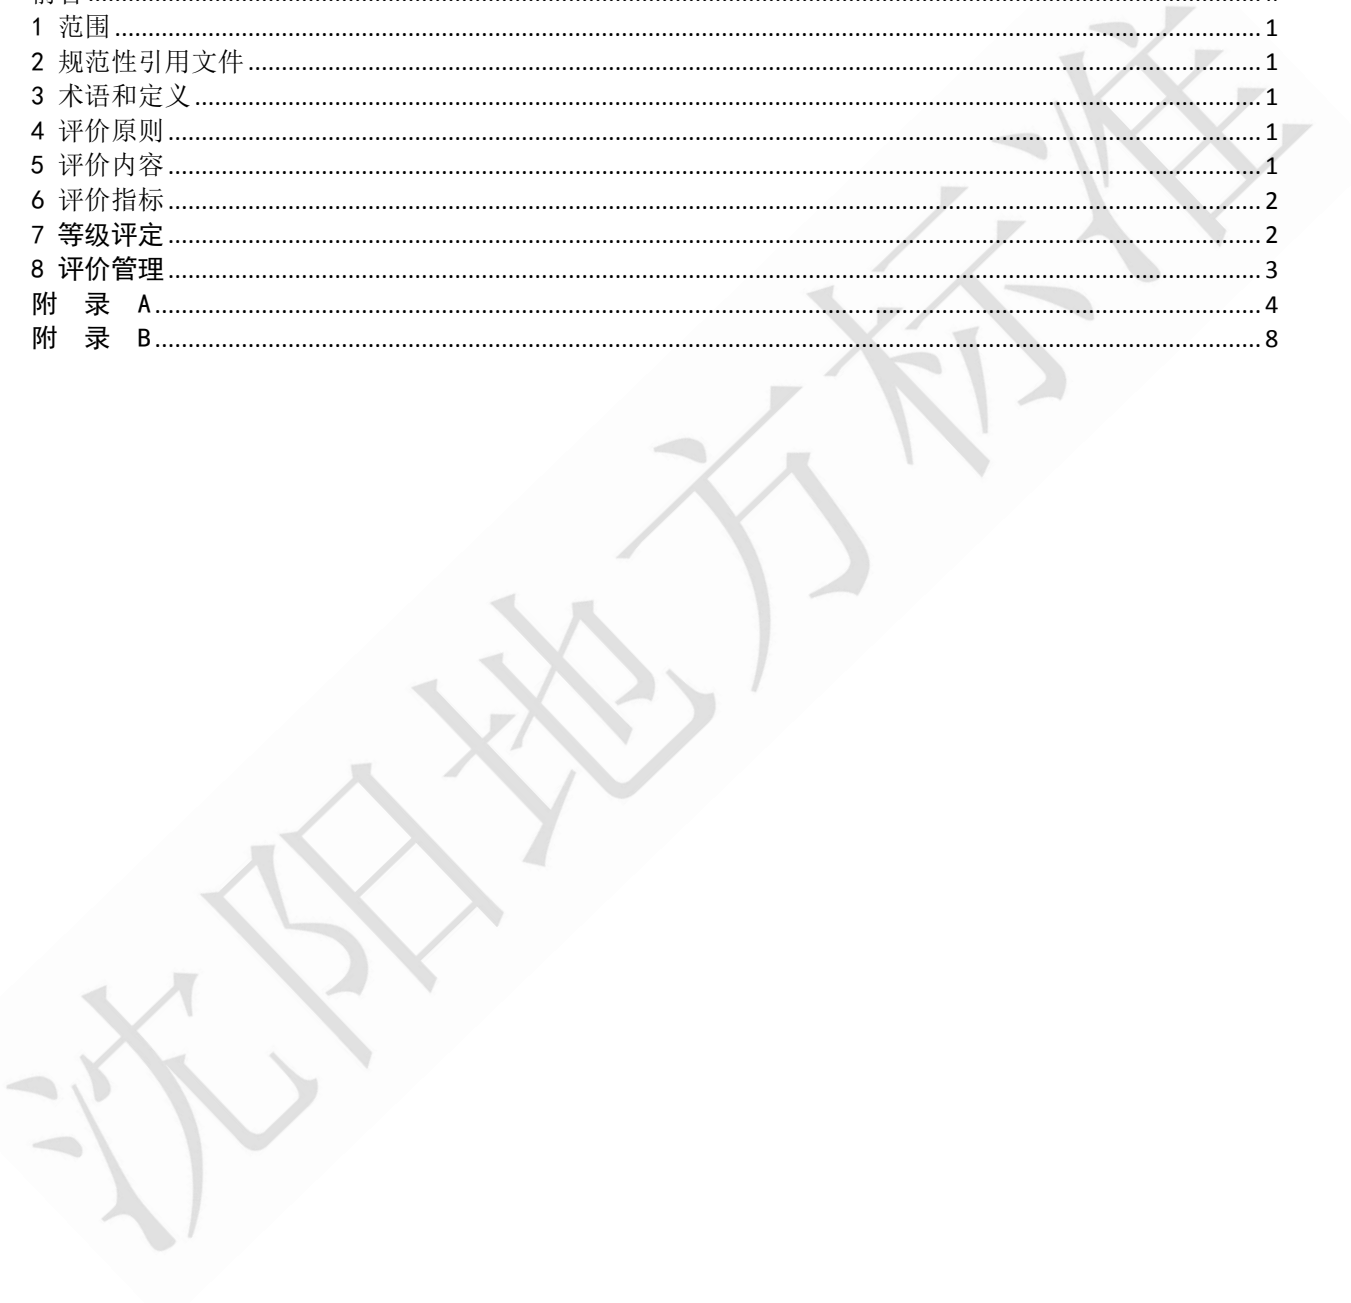 1 范围........................................1
2 规范性引用文件........................................1
3 术语和定义........................................1
4 评价原则........................................1
5 评价内容........................................1
6 评价指标........................................2
7 等级评定........................................2
8 评价管理........................................3
附 录 A........................................4
附 录 B........................................8
沈阳地方标准